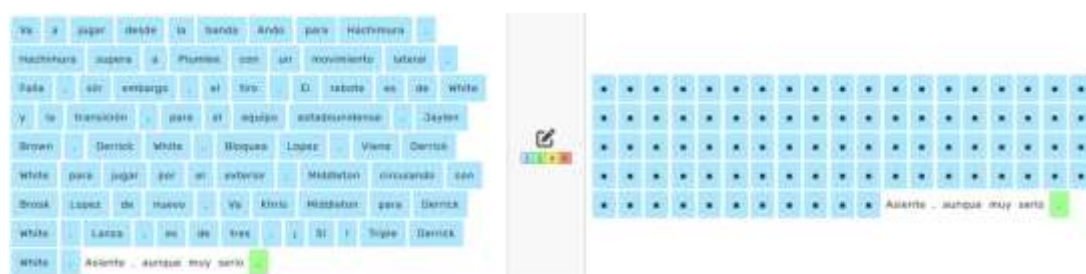 Va a jugar desde la banda Ando para Hachimura .
Hachimura supera a Plumlee con un movimiento lateral .
Falla , sin embargo , el tiro . El rebote es de White
y la transición , para el equipo estadounidense . Jaylen
Brown . Derrick White . Bloquea Lopez . Viene Derrick
White para jugar por el exterior . Middleton circulando con
Brook Lopez de nuevo . Va Khris Middleton para Derrick
White . Lanza , es de tres . ¡ Sí ! Triple Derrick
White . Asiente , aunque muy serio .
Asiente , aunque muy serio .